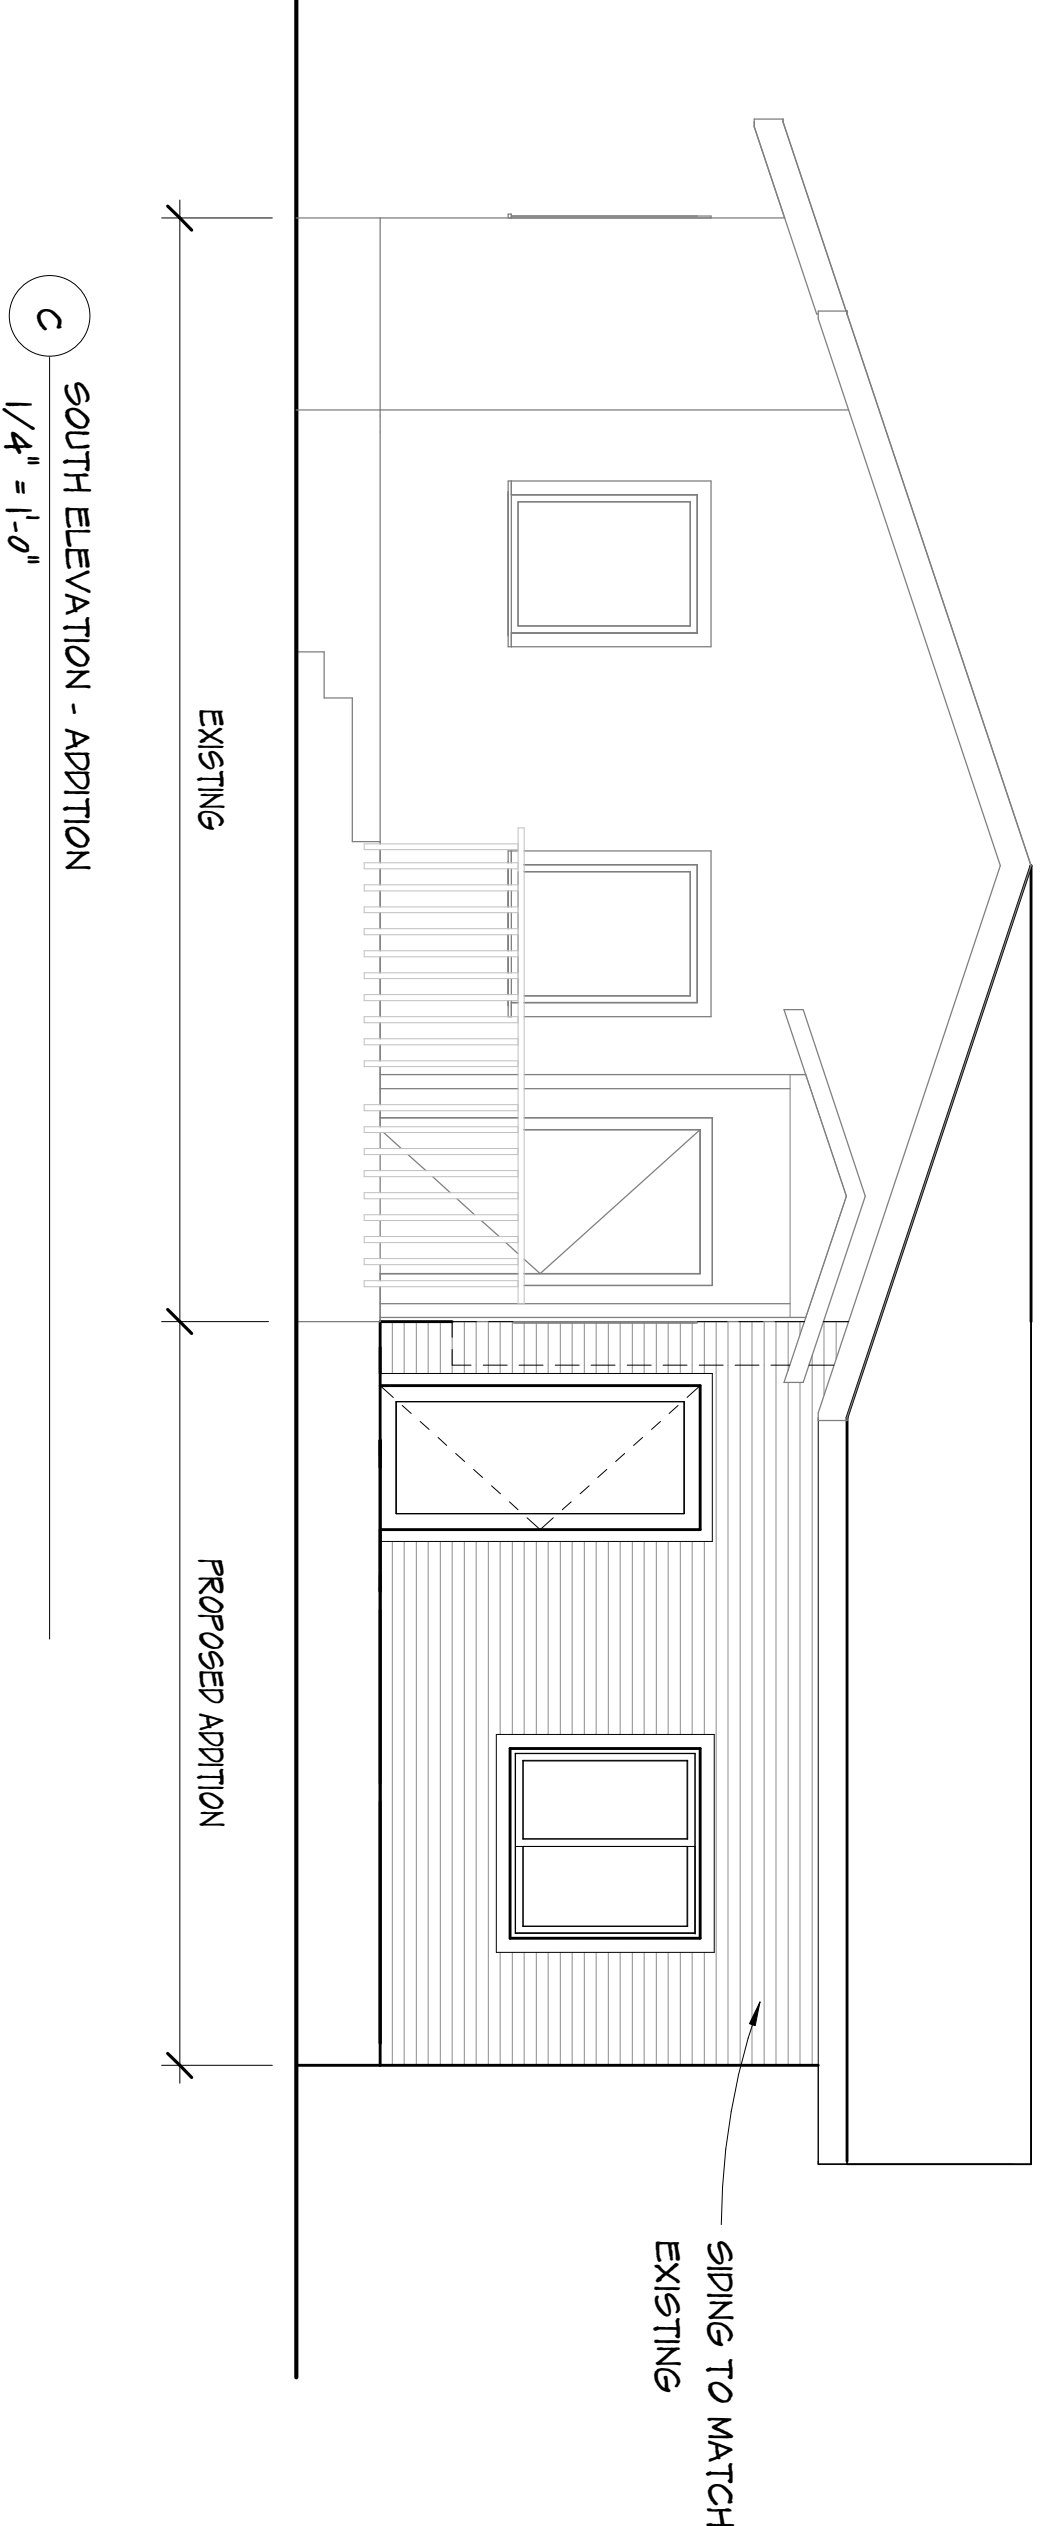 SIDING TO MATCH
EXISTING
EXISTING
PROPOSED ADDITION
C
SOUTH ELEVATION - ADDITION
1/4" = 1'-0"